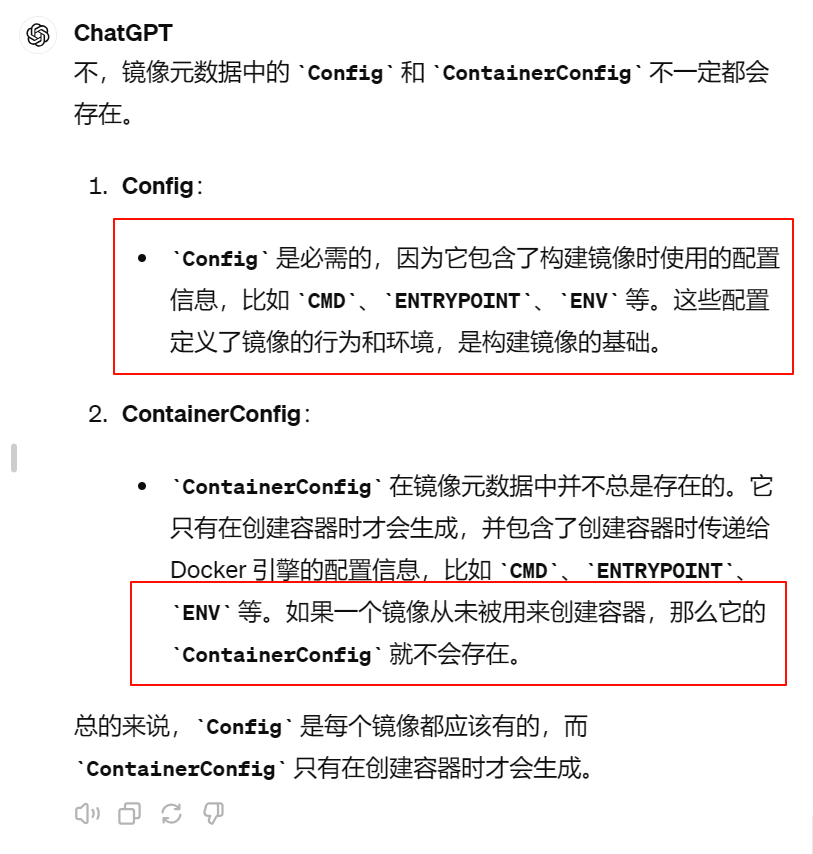 ChatGPT
不，镜像元数据中的 `Config` 和 `ContainerConfig` 不一定都会
存在。
1. Config：
• `Config` 是必需的，因为它包含了构建镜像时使用的配置
信息，比如 `CMD`、`ENTRYPOINT`、`ENV` 等。这些配置
定义了镜像的行为和环境，是构建镜像的基础。
2. ContainerConfig：
• `ContainerConfig` 在镜像元数据中并不总是存在的。它
只有在创建容器时才会生成，并包含了创建容器时传递给
Docker 引擎的配置信息，比如 `CMD`、`ENTRYPOINT`、
`ENV` 等。如果一个镜像从未被用来创建容器，那么它的
`ContainerConfig` 就不会存在。
总的来说，`Config` 是每个镜像都应该有的，而
`ContainerConfig` 只有在创建容器时才会生成。